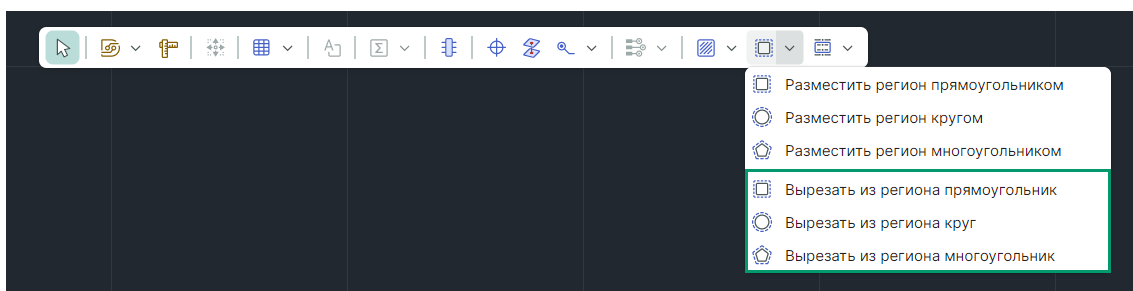 Разместить регион прямоугольником
Разместить регион кругом
Разместить регион многоугольником
Вырезать из региона прямоугольник
Вырезать из региона круг
Вырезать из региона многоугольник